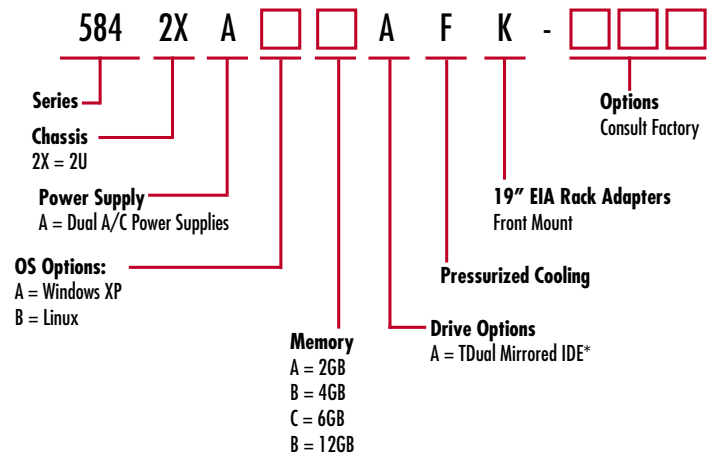 584 2X A A F K -
Series
Chassis
2X = 2U
Power Supply
A = Dual A/C Power Supplies
OS Options:
A = Windows XP
B = Linux
Memory
A = 2GB
B = 4GB
C = 6GB
B = 12GB
Drive Options
A = TDual Mirrored IDE*
Pressurized Cooling
19” EIA Rack Adapters
Front Mount
Options
Consult Factory